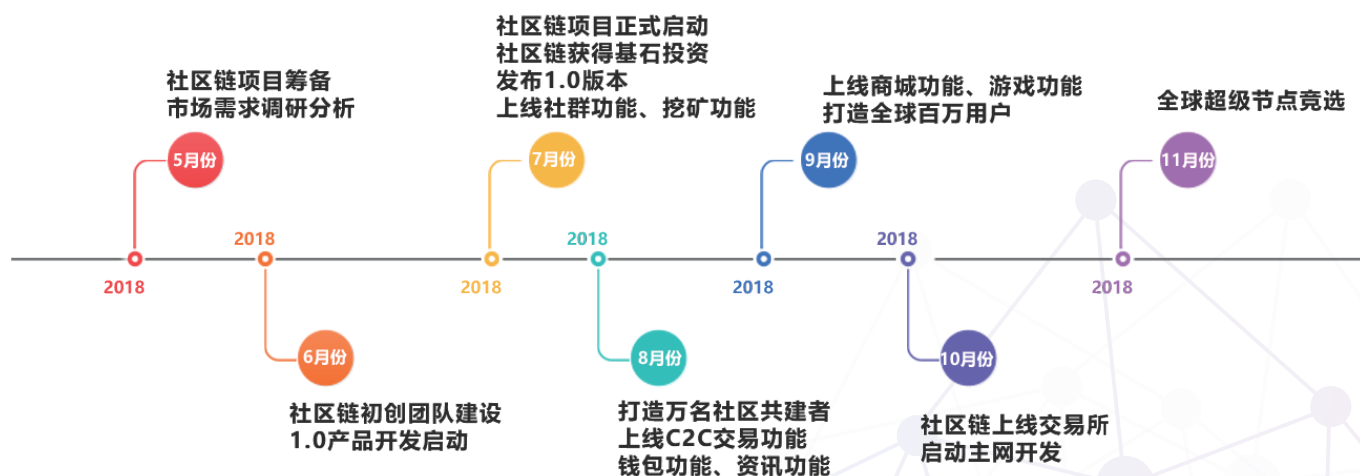 社区链项目筹备
市场需求调研分析
5月份
2018
2018
6月份
社区链初创团队建设
1.0产品开发启动
社区链项目正式启动
社区链获得基石投资
发布1.0版本
上线社群功能、挖矿功能
7月份
2018
2018
8月份
打造万名社区共建者
上线C2C交易功能
钱包功能、资讯功能
上线商城功能、游戏功能
打造全球百万用户
9月份
2018
2018
10月份
社区链上线交易所
启动主网开发
全球超级节点竞选
11月份
2018